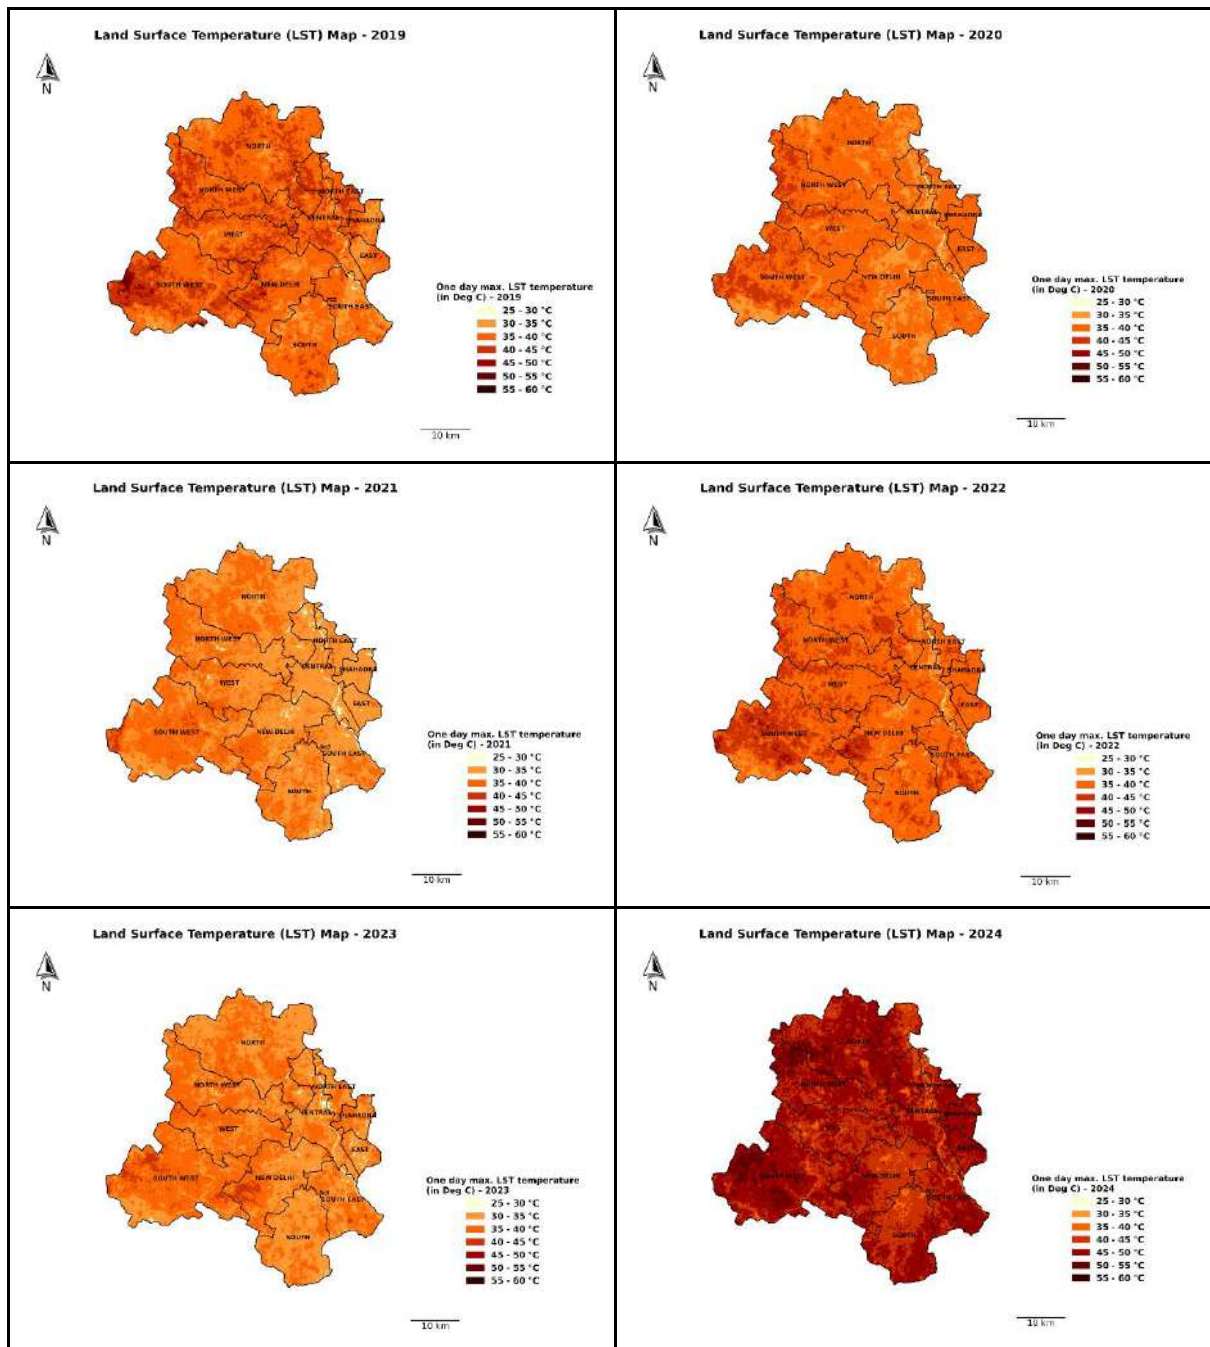 Land Surface Temperature (LST) Map - 2019
N
NORTH
NORTH WEST
NORTH EAST
CENTRAL
SHAHADRA
WEST
EAST
SOUTH WEST
NEW DELHI
SOUTH EAST
SOUTH
One day max. LST temperature
(in Deg C) - 2019
25 - 30 °C
30 - 35 °C
35 - 40 °C
40 - 45 °C
45 - 50 °C
50 - 55 °C
55 - 60 °C
10 km
Land Surface Temperature (LST) Map - 2020
N
NORTH
NORTH WEST
NORTH EAST
CENTRAL
SHAHADRA
WEST
EAST
SOUTH WEST
NEW DELHI
SOUTH EAST
SOUTH
One day max. LST temperature
(in Deg C) - 2020
25 - 30 °C
30 - 35 °C
35 - 40 °C
40 - 45 °C
45 - 50 °C
50 - 55 °C
55 - 60 °C
10 km
Land Surface Temperature (LST) Map - 2021
N
NORTH
NORTH WEST
NORTH EAST
CENTRAL
SHAHADRA
WEST
EAST
SOUTH WEST
NEW DELHI
SOUTH EAST
SOUTH
One day max. LST temperature
(in Deg C) - 2021
25 - 30 °C
30 - 35 °C
35 - 40 °C
40 - 45 °C
45 - 50 °C
50 - 55 °C
55 - 60 °C
10 km
Land Surface Temperature (LST) Map - 2022
N
NORTH
NORTH WEST
NORTH EAST
CENTRAL
SHAHADRA
WEST
EAST
SOUTH WEST
NEW DELHI
SOUTH EAST
SOUTH
One day max. LST temperature
(in Deg C) - 2022
25 - 30 °C
30 - 35 °C
35 - 40 °C
40 - 45 °C
45 - 50 °C
50 - 55 °C
55 - 60 °C
10 km
Land Surface Temperature (LST) Map - 2023
N
NORTH
NORTH WEST
NORTH EAST
CENTRAL
SHAHADRA
WEST
EAST
SOUTH WEST
NEW DELHI
SOUTH EAST
SOUTH
One day max. LST temperature
(in Deg C) - 2023
25 - 30 °C
30 - 35 °C
35 - 40 °C
40 - 45 °C
45 - 50 °C
50 - 55 °C
55 - 60 °C
10 km
Land Surface Temperature (LST) Map - 2024
N
NORTH
NORTH WEST
NORTH EAST
CENTRAL
SOUTH WEST
NEW DELHI
SOUTH EAST
SOUTH
One day max. LST temperature
(in Deg C) - 2024
25 - 30 °C
30 - 35 °C
35 - 40 °C
40 - 45 °C
45 - 50 °C
50 - 55 °C
55 - 60 °C
10 km